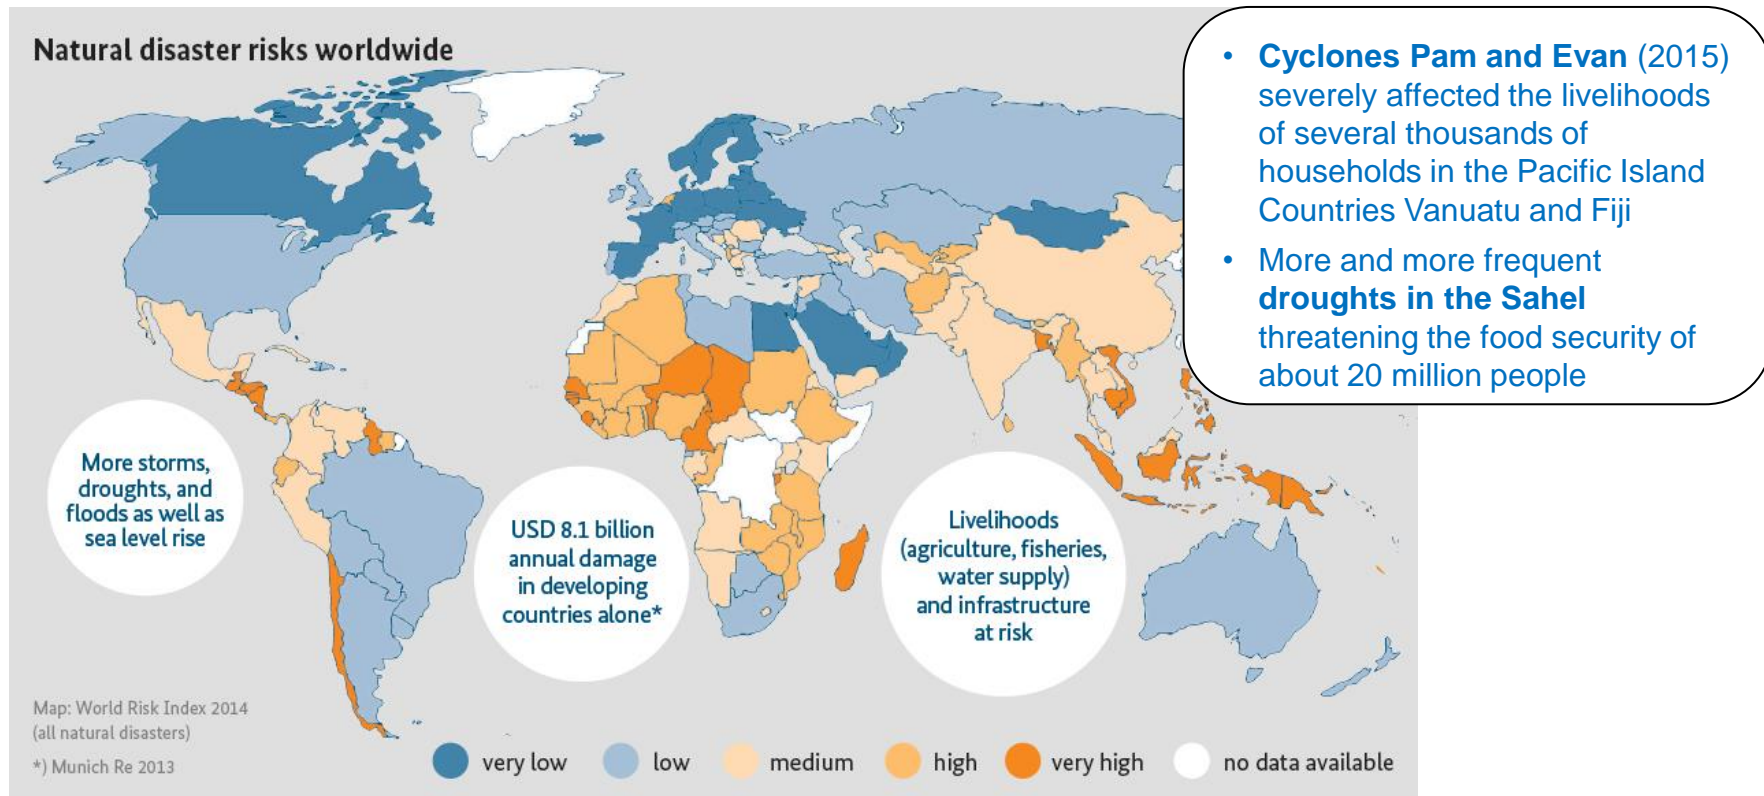 Natural disaster risks worldwide
• Cyclones Pam and Evan (2015)
severely affected the livelihoods
of several thousands of
households in the Pacific Island
Countries Vanuatu and Fiji
• More and more frequent
droughts in the Sahel
threatening the food security of
about 20 million people
More storms,
droughts, and
floods as well as
sea level rise
USD 8.1 billion
annual damage
in developing
countries alone*
Livelihoods
(agriculture, fisheries,
water supply)
and infrastructure
at risk
Map: World Risk Index 2014
(all natural disasters)
*) Munich Re 2013
very low low medium high very high no data available